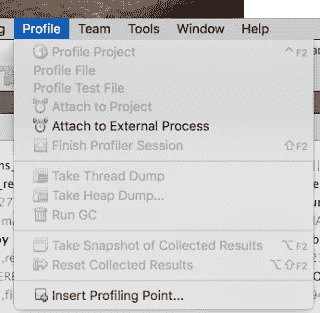 Profile Team Tools Window Help
Profile Project ^F2
Profile File
Profile Test File
Attach to Project
Attach to External Process
Finish Profiler Session ⇧F2
Take Thread Dump
Take Heap Dump...
Run GC
Take Snapshot of Collected Results ⌥F2
Reset Collected Results ⌥⇧F2
Insert Profiling Point...